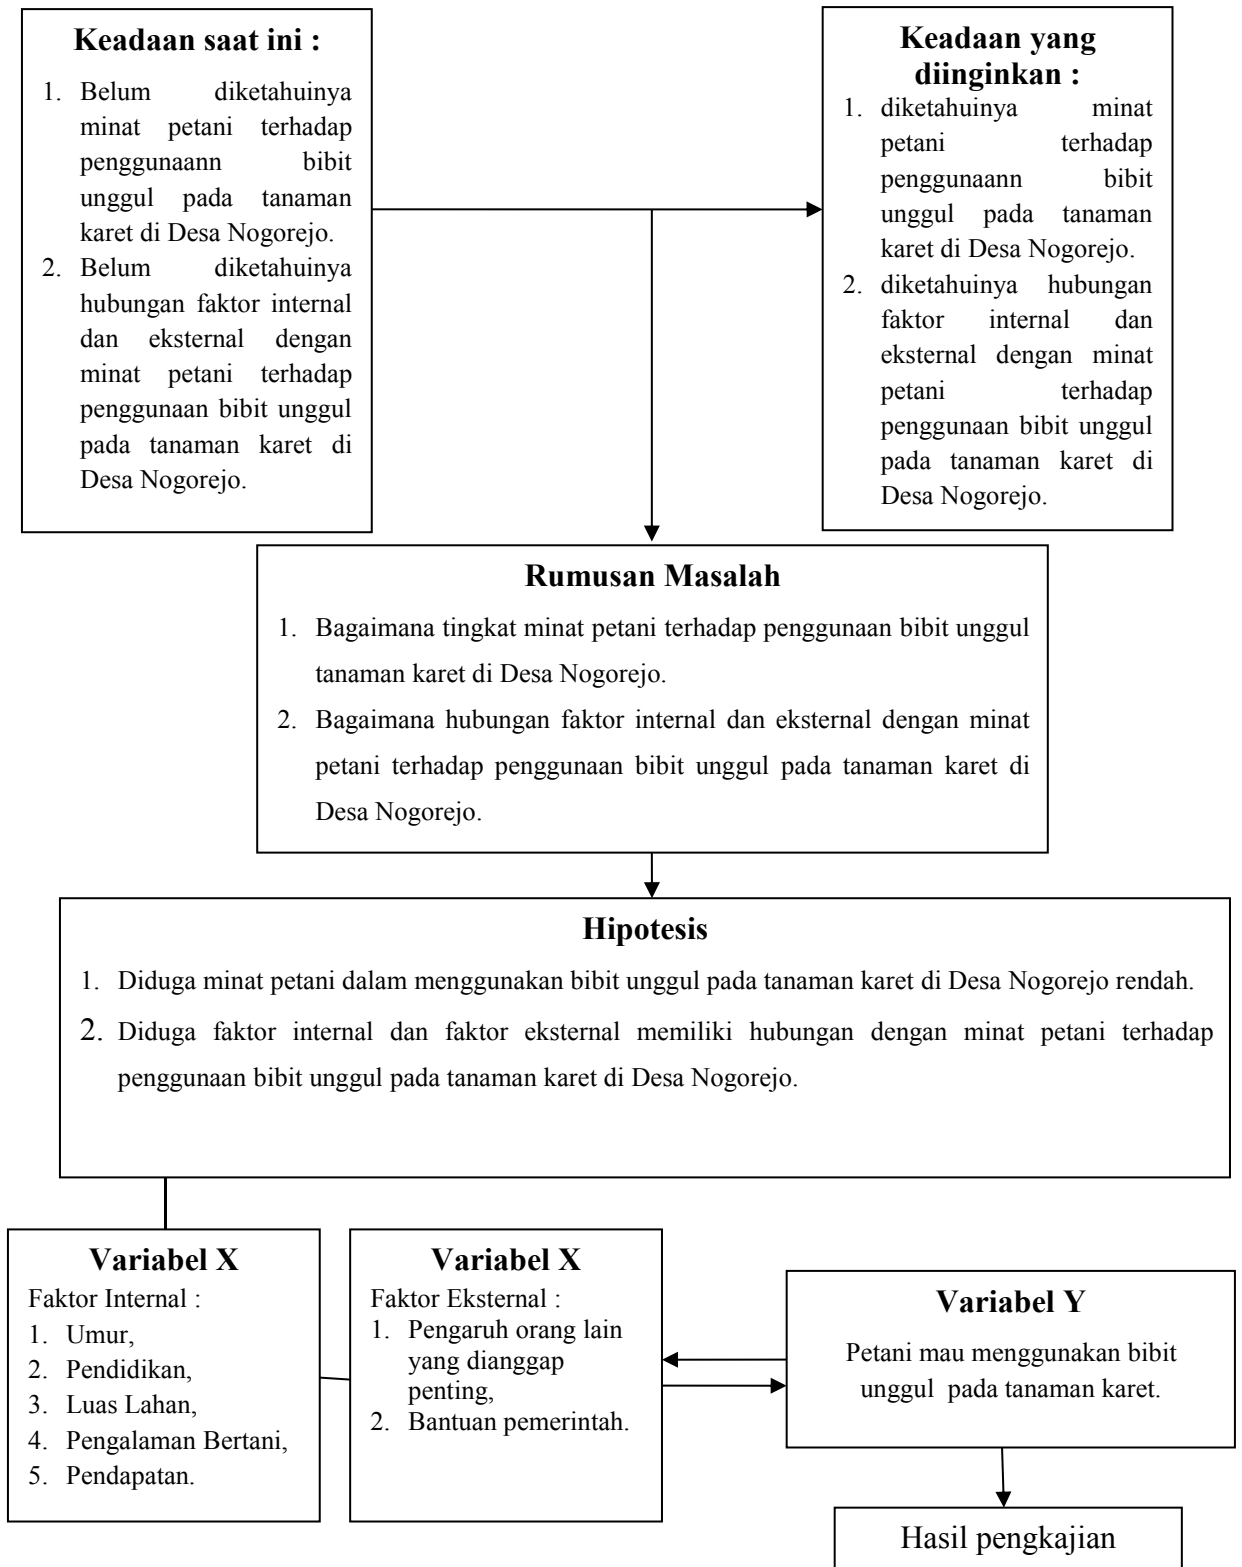 Keadaan saat ini :
1. Belum diketahuinya
minat petani terhadap
penggunaann bibit
unggul pada tanaman
karet di Desa Nogorejo.
2. Belum diketahuinya
hubungan faktor internal
dan eksternal dengan
minat petani terhadap
penggunaan bibit unggul
pada tanaman karet di
Desa Nogorejo.
Keadaan yang
diinginkan :
1. diketahuinya minat
petani terhadap
penggunaann bibit
unggul pada tanaman
karet di Desa Nogorejo.
2. diketahuinya hubungan
faktor internal dan
eksternal dengan minat
petani terhadap
penggunaan bibit unggul
pada tanaman karet di
Desa Nogorejo.
Rumusan Masalah
1. Bagaimana tingkat minat petani terhadap penggunaan bibit unggul
tanaman karet di Desa Nogorejo.
2. Bagaimana hubungan faktor internal dan eksternal dengan minat
petani terhadap penggunaan bibit unggul pada tanaman karet di
Desa Nogorejo.
Hipotesis
1. Diduga minat petani dalam menggunakan bibit unggul pada tanaman karet di Desa Nogorejo rendah.
2. Diduga faktor internal dan faktor eksternal memiliki hubungan dengan minat petani terhadap
penggunaan bibit unggul pada tanaman karet di Desa Nogorejo.
Variabel X
Faktor Internal :
1. Umur,
2. Pendidikan,
3. Luas Lahan,
4. Pengalaman Bertani,
5. Pendapatan.
Variabel X
Faktor Eksternal :
1. Pengaruh orang lain
yang dianggap
penting,
2. Bantuan pemerintah.
Variabel Y
Petani mau menggunakan bibit
unggul pada tanaman karet.
Hasil pengkajian